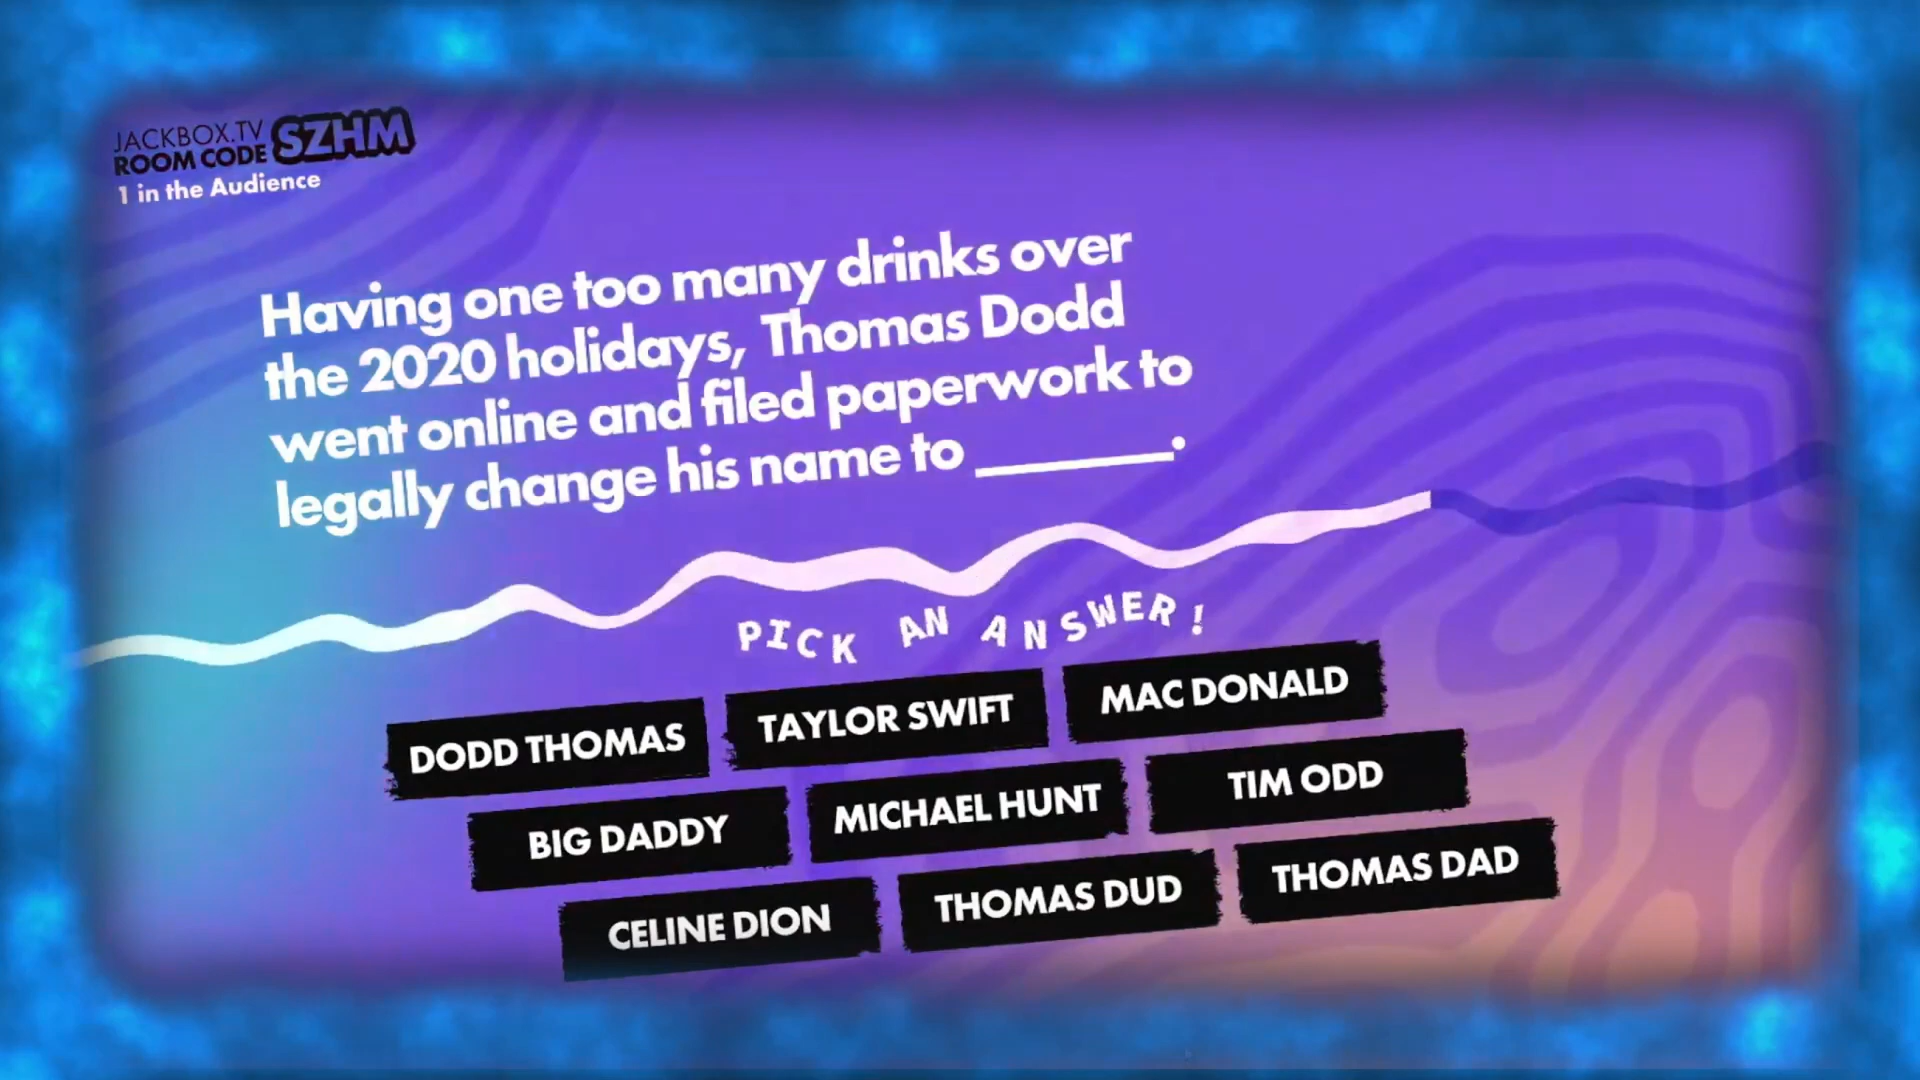 JACKBOX.TV
ROOM CODE SZHM
1 in the Audience
Having one too many drinks over
the 2020 holidays, Thomas Dodd
went online and filed paperwork to
legally change his name to ________.
PICK AN ANSWER!
DODD THOMAS
TAYLOR SWIFT
MAC DONALD
BIG DADDY
MICHAEL HUNT
TIM ODD
CELINE DION
THOMAS DUD
THOMAS DAD